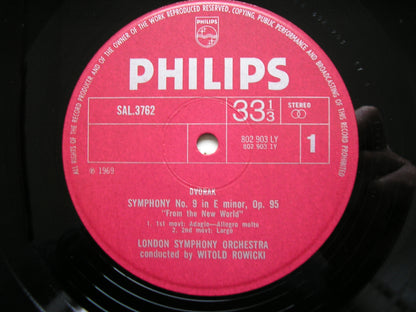 ALL RIGHTS OF THE RECORD PRODUCER AND OF THE OWNER OF THE WORK REPRODUCED RESERVED, COPYING, PUBLIC PERFORMANCE AND BROADCASTING OF THIS RECORD PROHIBITED
PHILIPS
PHILIPS
SAL.3762
33 1/3
STEREO
802 903 LY
802 903 1Y
1
℗ 1969
DVORAK
SYMPHONY No. 9 in E minor, Op. 95
"From the New World"
1. 1st movt: Adagio—Allegro molto
2. 2nd movt: Largo
LONDON SYMPHONY ORCHESTRA
conducted by WITOLD ROWICKI